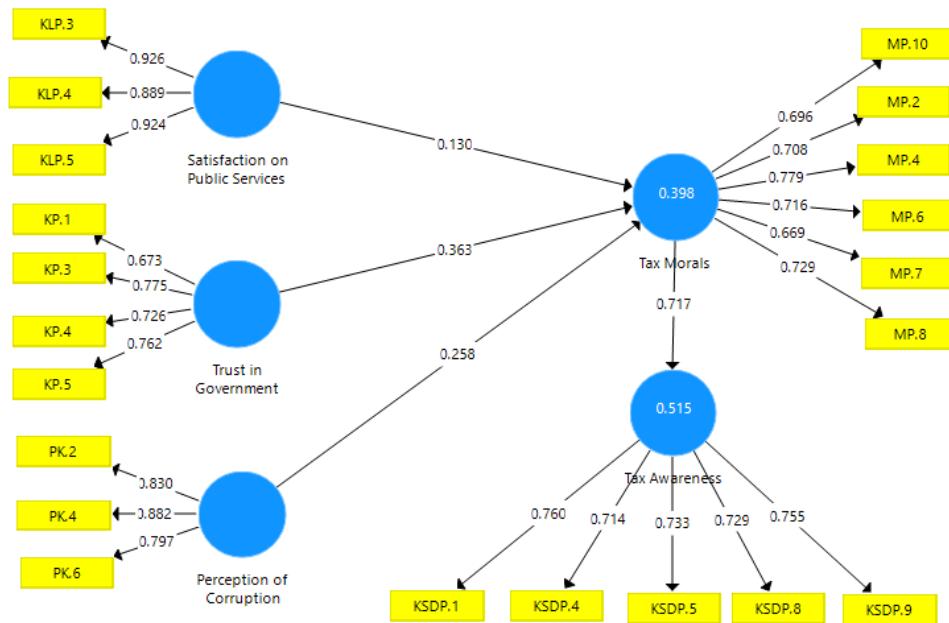 KLP.3
0.926
KLP.4
0.889
KLP.5
0.924
Satisfaction on
Public Services
0.130
KP.1
0.673
KP.3
0.775
KP.4
0.726
KP.5
0.762
Trust in
Government
0.363
PK.2
0.830
PK.4
0.882
PK.6
0.797
Perception of
Corruption
0.258
0.398
Tax Morals
MP.10
0.696
MP.2
0.708
MP.4
0.779
MP.6
0.716
MP.7
0.669
MP.8
0.729
0.717
0.515
Tax Awareness
0.760
0.714
0.733
0.729
0.755
KSDP.1
KSDP.4
KSDP.5
KSDP.8
KSDP.9